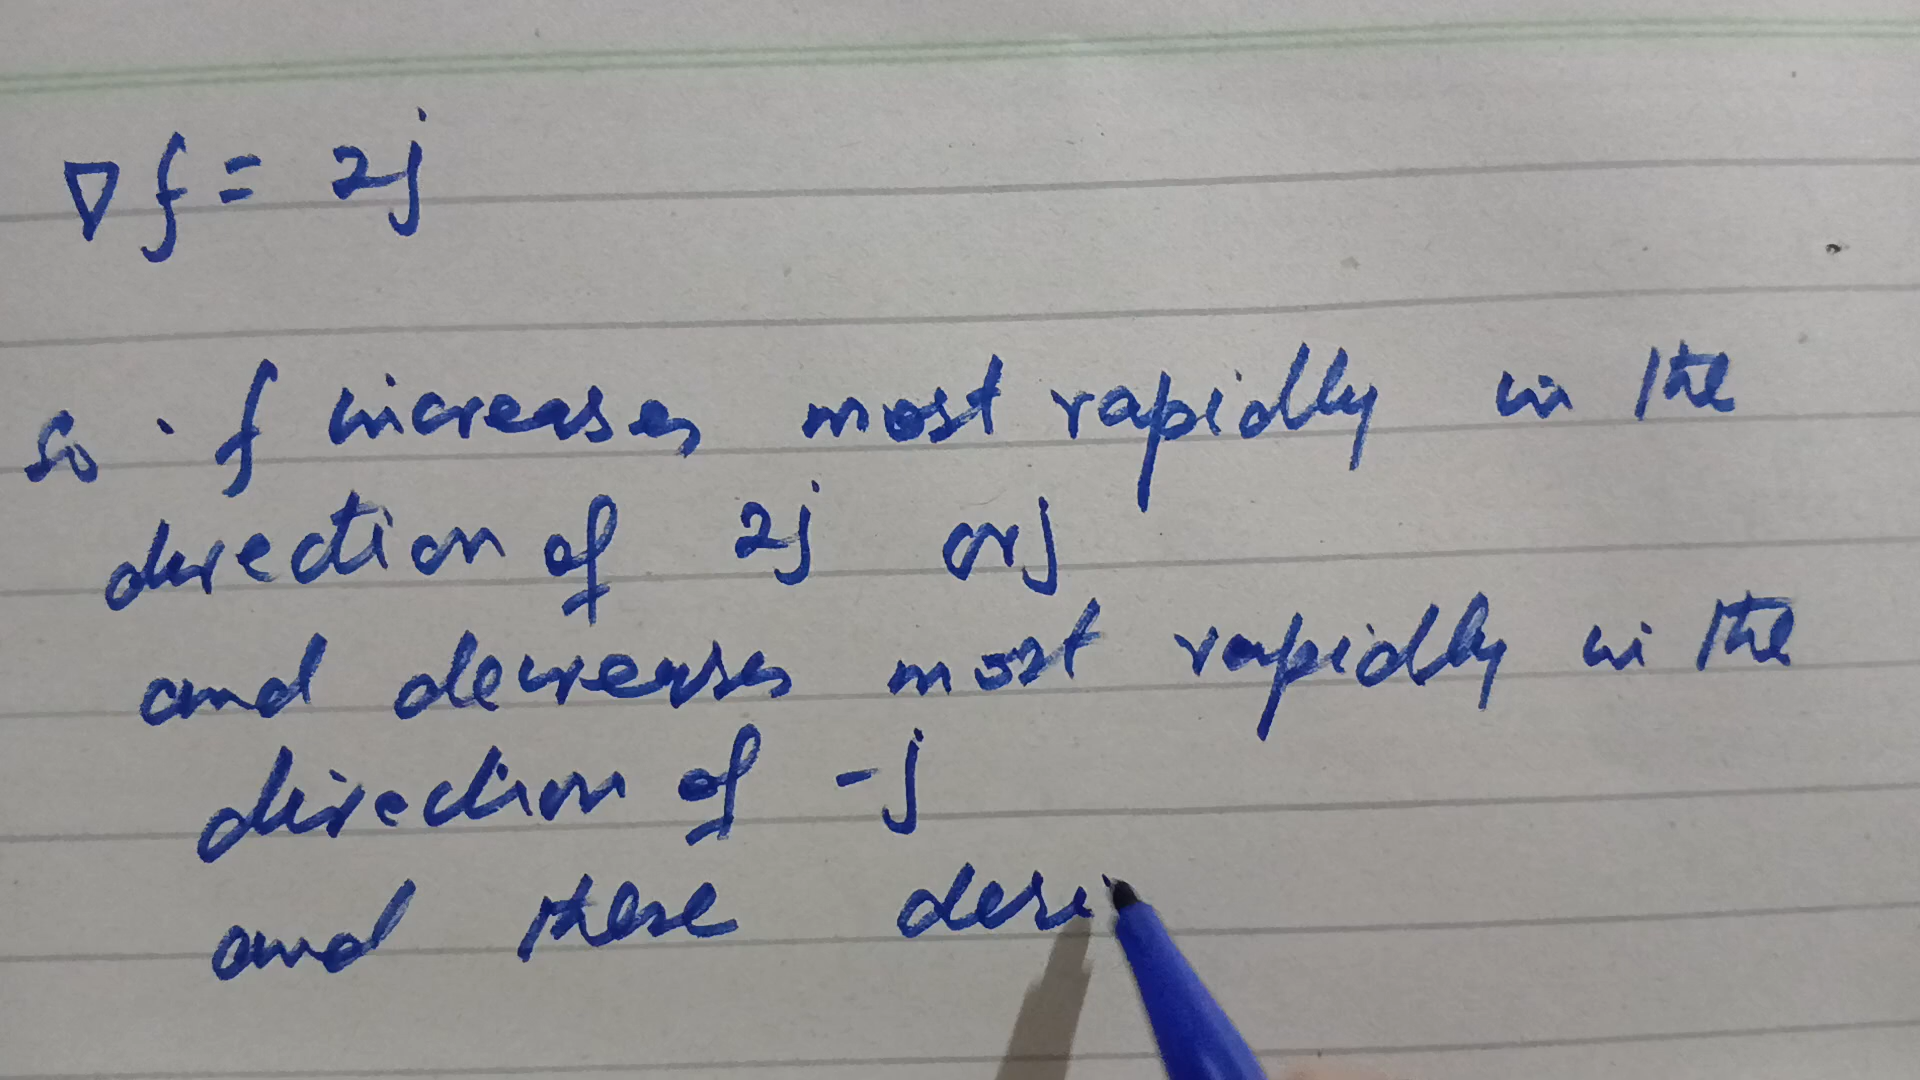 ∇f = 2j
So f increases most rapidly in the
direction of 2j or j
and decreases most rapidly in the
direction of -j
and these dere